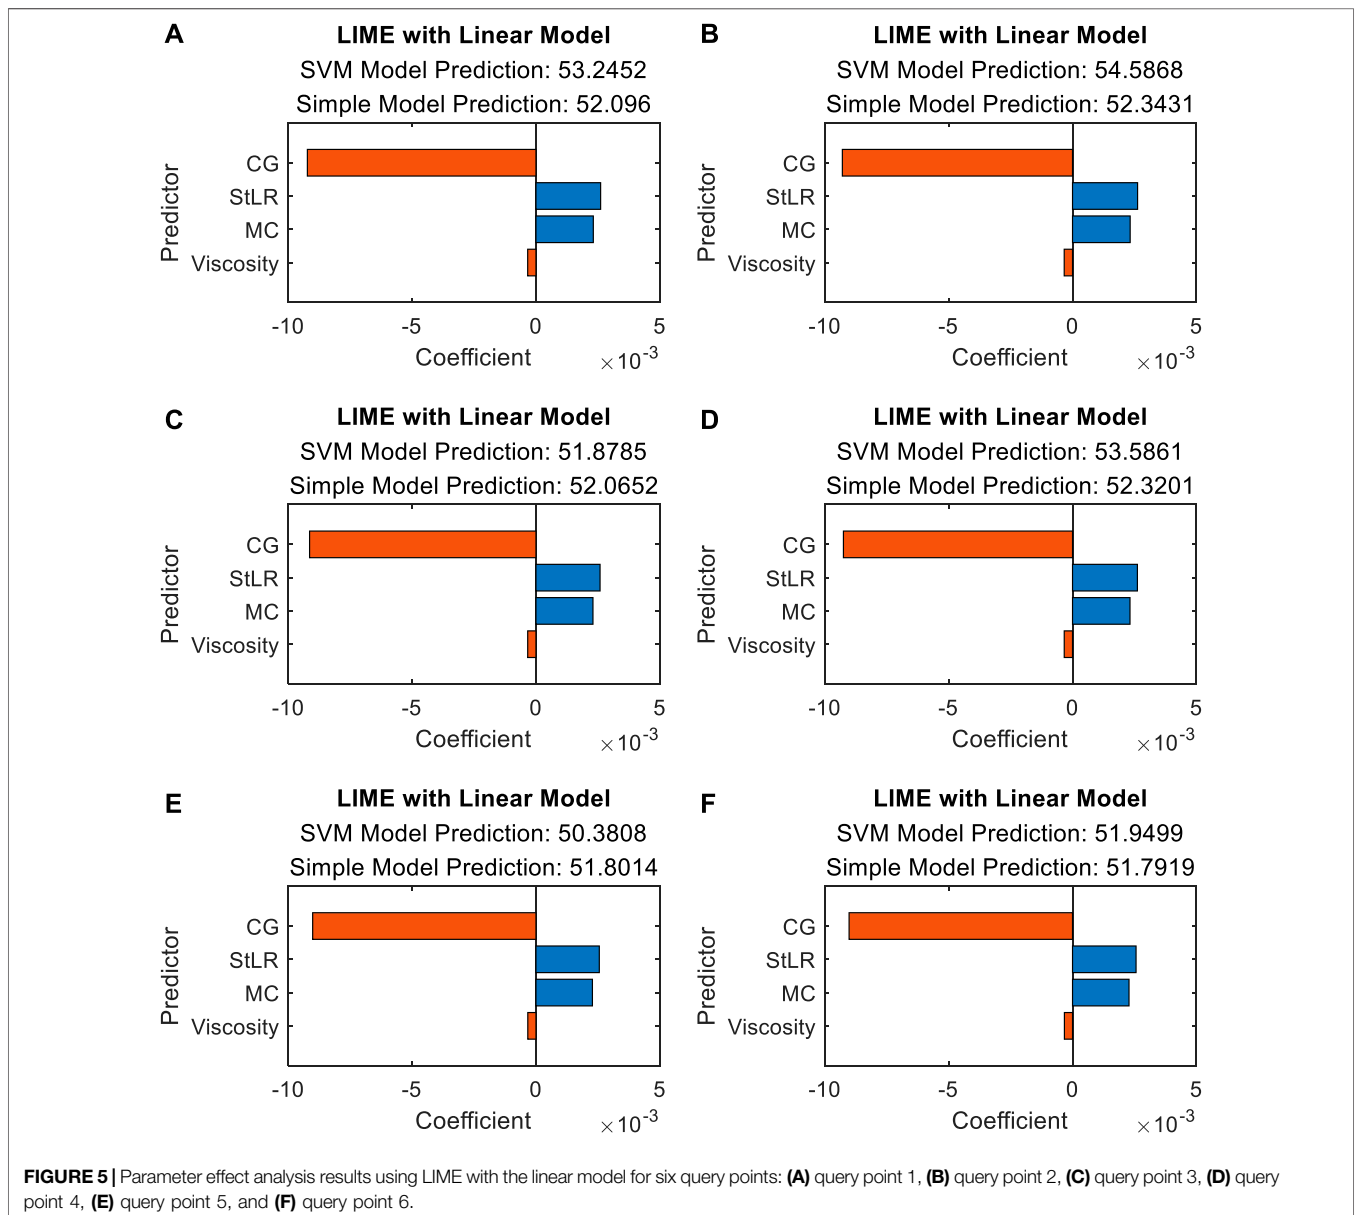 A
LIME with Linear Model
SVM Model Prediction: 53.2452
Simple Model Prediction: 52.096
Predictor
CG
StLR
MC
Viscosity
-10 -5 0 5
Coefficient
×10-3
B
LIME with Linear Model
SVM Model Prediction: 54.5868
Simple Model Prediction: 52.3431
Predictor
CG
StLR
MC
Viscosity
-10 -5 0 5
Coefficient
×10-3
C
LIME with Linear Model
SVM Model Prediction: 51.8785
Simple Model Prediction: 52.0652
Predictor
CG
StLR
MC
Viscosity
-10 -5 0 5
Coefficient
×10-3
D
LIME with Linear Model
SVM Model Prediction: 53.5861
Simple Model Prediction: 52.3201
Predictor
CG
StLR
MC
Viscosity
-10 -5 0 5
Coefficient
×10-3
E
LIME with Linear Model
SVM Model Prediction: 50.3808
Simple Model Prediction: 51.8014
Predictor
CG
StLR
MC
Viscosity
-10 -5 0 5
Coefficient
×10-3
F
LIME with Linear Model
SVM Model Prediction: 51.9499
Simple Model Prediction: 51.7919
Predictor
CG
StLR
MC
Viscosity
-10 -5 0 5
Coefficient
×10-3
FIGURE 5 | Parameter effect analysis results using LIME with the linear model for six query points: (A) query point 1, (B) query point 2, (C) query point 3, (D) query
point 4, (E) query point 5, and (F) query point 6.